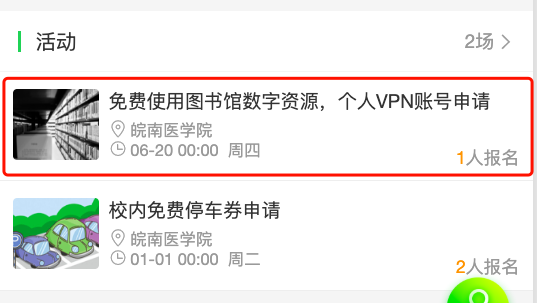 活动
2场
免费使用图书馆数字资源，个人VPN账号申请
皖南医学院
06-20 00:00 周四
1人报名
校内免费停车券申请
皖南医学院
01-01 00:00 周二
2人报名